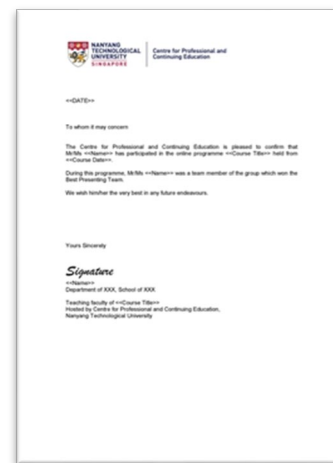 NANYANG
TECHNOLOGICAL
UNIVERSITY
SINGAPORE
Centre for Professional and
Continuing Education
<<DATE>>
To whom it may concern
The Centre for Professional and Continuing Education is pleased to confirm that
Mr/Ms <<Name>> has participated in the online programme <<Course Title>> held from
<<Course Date>>.
During this programme, Mr/Ms <<Name>> was a team member of the group which won the
Best Presenting Team.
We wish him/her the very best in any future endeavours.
Yours Sincerely
Signature
<<Name>>
Department of XXX, School of XXX
Teaching faculty of <<Course Title>>
Hosted by Centre for Professional and Continuing Education,
Nanyang Technological University